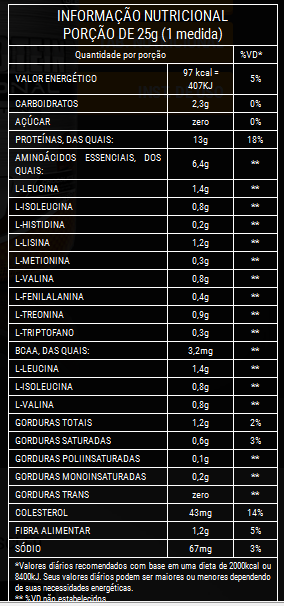 INFORMAÇÃO NUTRICIONAL
PORÇÃO DE 25g (1 medida)
Quantidade por porção %VD*
VALOR ENERGÉTICO 97 kcal = 407KJ 5%
CARBOIDRATOS 2,3g 0%
AÇÚCAR zero 0%
PROTEÍNAS, DAS QUAIS: 13g 18%
AMINOÁCIDOS ESSENCIAIS, DOS QUAIS: 6,4g **
L-LEUCINA 1,4g **
L-ISOLEUCINA 0,8g **
L-HISTIDINA 0,2g **
L-LISINA 1,2g **
L-METIONINA 0,3g **
L-VALINA 0,8g **
L-FENILALANINA 0,4g **
L-TREONINA 0,9g **
L-TRIPTOFANO 0,3g **
BCAA, DAS QUAIS: 3,2mg **
L-LEUCINA 1,4g **
L-ISOLEUCINA 0,8g **
L-VALINA 0,8g **
GORDURAS TOTAIS 1,2g 2%
GORDURAS SATURADAS 0,6g 3%
GORDURAS POLIINSATURADAS 0,1g **
GORDURAS MONOINSATURADAS 0,2g **
GORDURAS TRANS zero **
COLESTEROL 43mg 14%
FIBRA ALIMENTAR 1,2g 5%
SÓDIO 67mg 3%
*Valores diários recomendados com base em uma dieta de 2000kcal ou
8400kJ. Seus valores diários podem ser maiores ou menores dependendo
de suas necessidades energéticas.
** %VD não estabelecidos